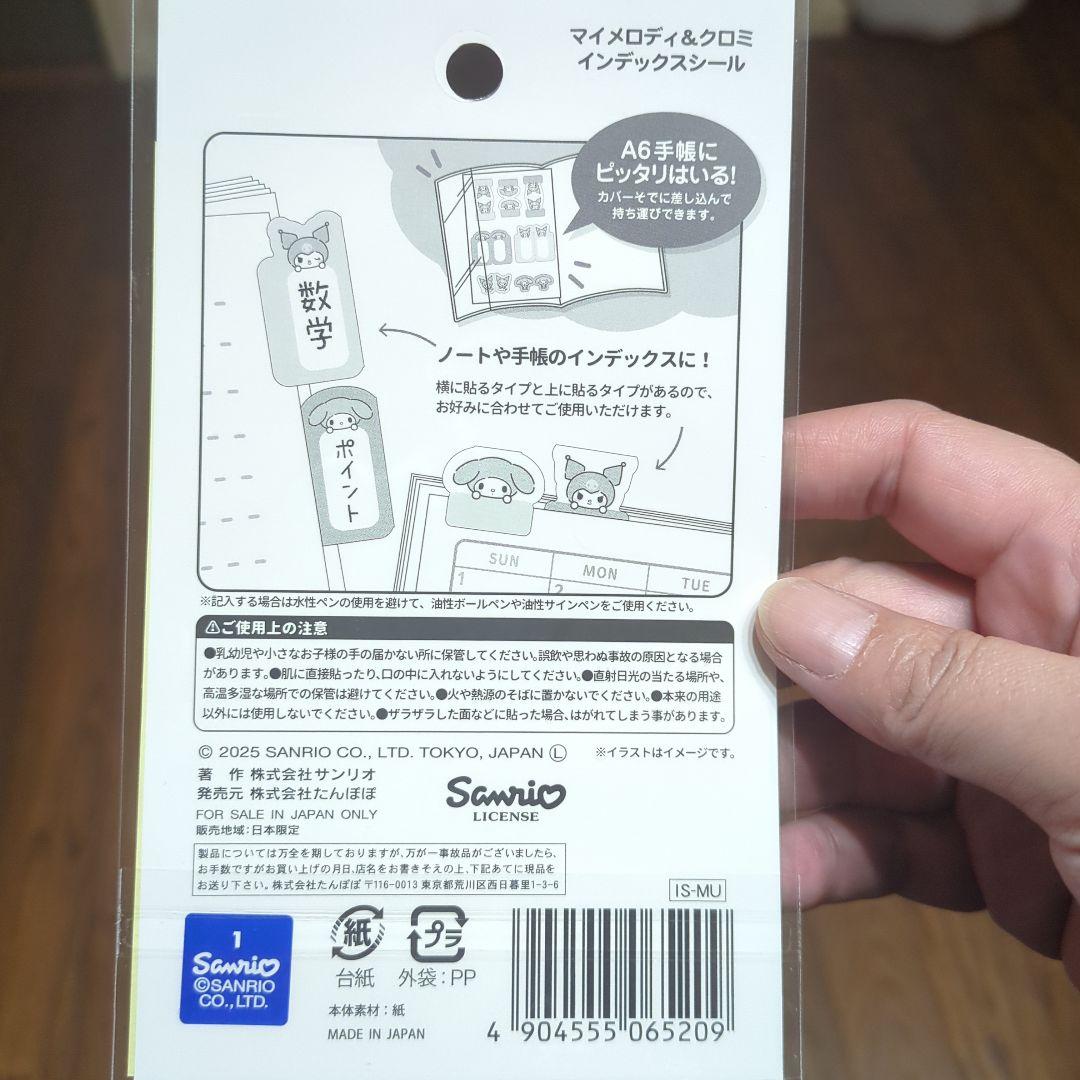 マイメロディ&クロミ
インデックスシール
A6手帳に
ピッタリはいる!
カバーそでに差し込んで
持ち運びできます。
数学
ポイント
ノートや手帳のインデックスに!
横に貼るタイプと上に貼るタイプがあるので、
お好みに合わせてご使用いただけます。
SUN
MON
TUE
1
2
※記入する場合は水性ペンの使用を避けて、油性ボールペンや油性サインペンをご使用ください。
⚠ご使用上の注意
●乳幼児や小さなお子様の手の届かない所に保管してください。誤飲や思わぬ事故の原因となる場合
があります。●肌に直接貼ったり、口の中に入れないようにしてください。●直射日光の当たる場所や、
高温多湿な場所での保管は避けてください。●火や熱源のそばに置かないでください。●本来の用途
以外には使用しないでください。●ザラザラした面などに貼った場合、はがれてしまう事があります。
© 2025 SANRIO CO., LTD. TOKYO, JAPAN Ⓛ ※イラストはイメージです。
著 作 株式会社サンリオ
発売元 株式会社たんぽぽ
Sanrio
LICENSE
FOR SALE IN JAPAN ONLY
販売地域:日本限定
製品については万全を期しておりますが、万が一事故品がございましたら、
お手数ですがお買い上げの月日、店名をお書きそえの上、下記あてに現品を
お送り下さい。株式会社たんぽぽ 〒116-0013 東京都荒川区西日暮里1-3-6
IS-MU
1
Sanrio
©SANRIO
CO.,LTD.
紙
プラ
台紙
外袋:PP
本体素材:紙
MADE IN JAPAN
4 904555 065209